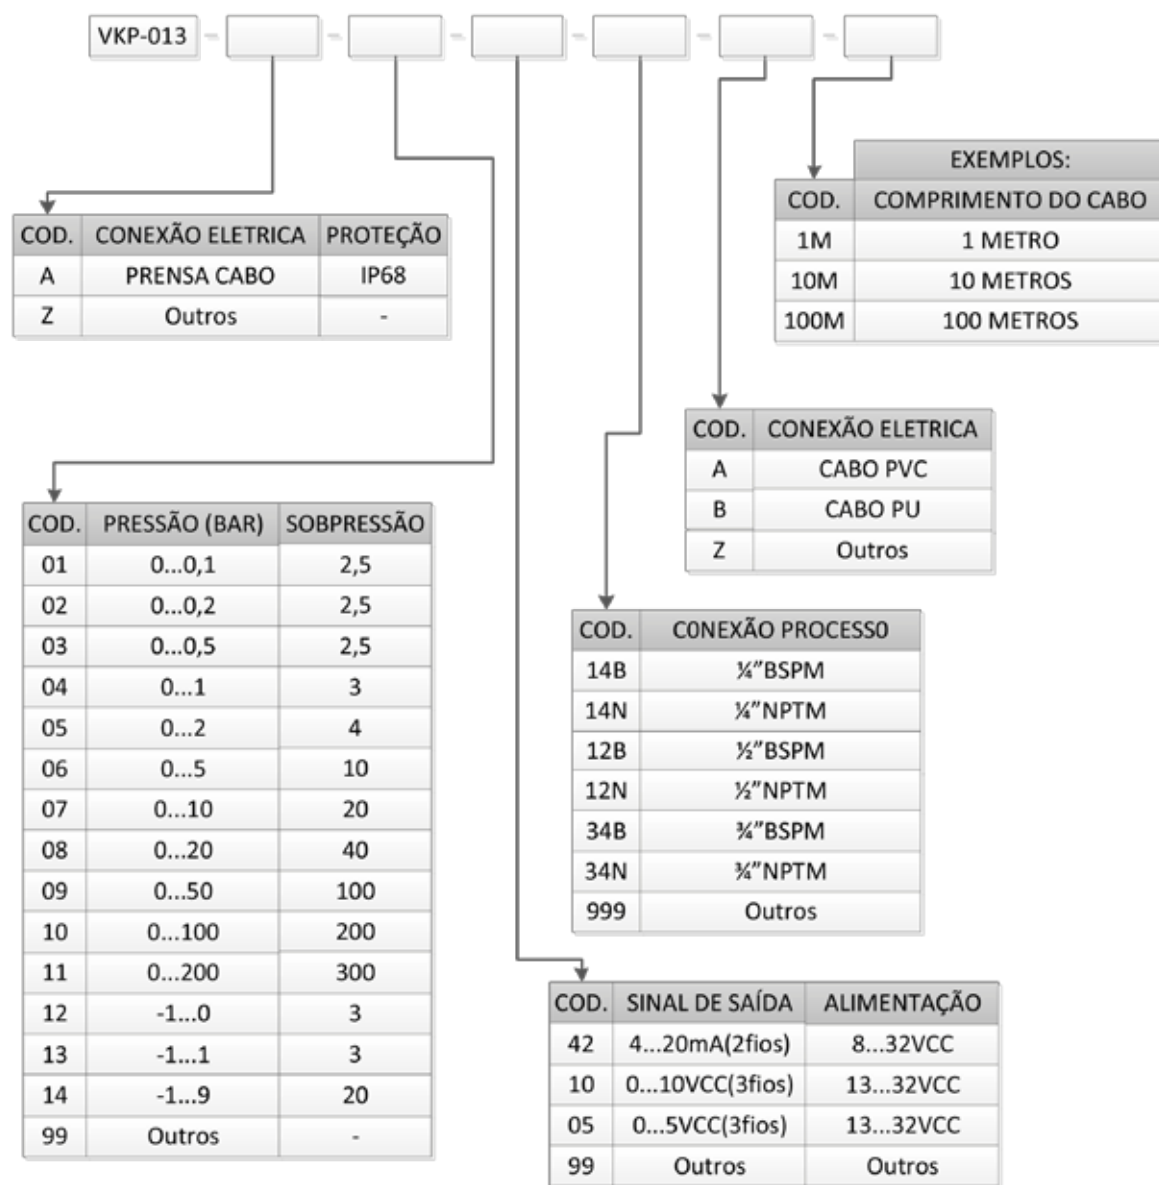 VKP-013 - - - - - -
EXEMPLOS:
COD. COMPRIMENTO DO CABO
1M 1 METRO
10M 10 METROS
100M 100 METROS
COD. CONEXÃO ELETRICA PROTEÇÃO
A PRENSA CABO IP68
Z Outros -
COD. CONEXÃO ELETRICA
A CABO PVC
B CABO PU
Z Outros
COD. PRESSÃO (BAR) SOBPRESSÃO
01 0...0,1 2,5
02 0...0,2 2,5
03 0...0,5 2,5
04 0...1 3
05 0...2 4
06 0...5 10
07 0...10 20
08 0...20 40
09 0...50 100
10 0...100 200
11 0...200 300
12 -1...0 3
13 -1...1 3
14 -1...9 20
99 Outros -
COD. C0NEXÃO PROCESS0
14B ¼”BSPM
14N ¼”NPTM
12B ½”BSPM
12N ½”NPTM
34B ¾”BSPM
34N ¾”NPTM
999 Outros
COD. SINAL DE SAÍDA ALIMENTAÇÃO
42 4...20mA(2fios) 8...32VCC
10 0...10VCC(3fios) 13...32VCC
05 0...5VCC(3fios) 13...32VCC
99 Outros Outros